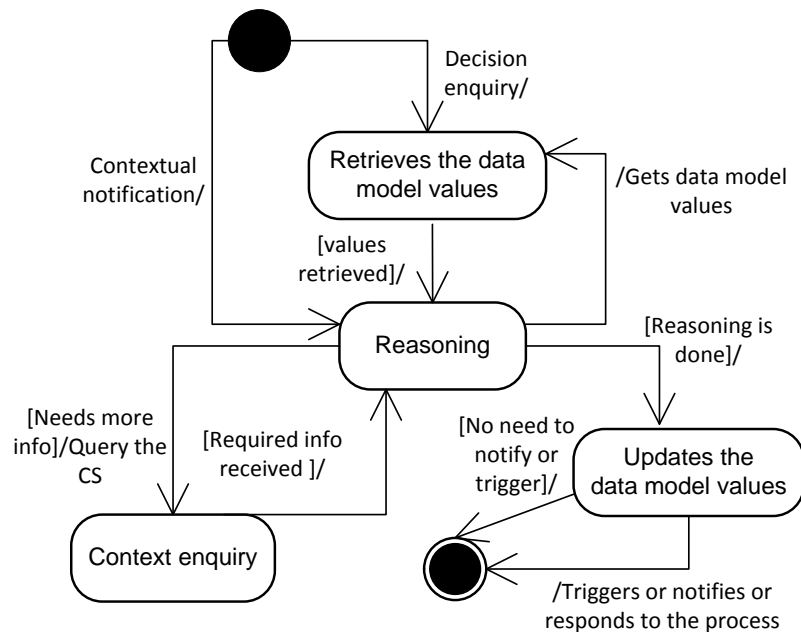 Decision
enquiry/
Retrieves the data
model values
Contextual
notification/
/Gets data model
values
[values
retrieved]/
Reasoning
[Reasoning is
done]/
[Needs more
info]/Query the
CS
[Required info
received ]/
[No need to
notify or
trigger]/
Updates the
data model values
Context enquiry
/Triggers or notifies or
responds to the process